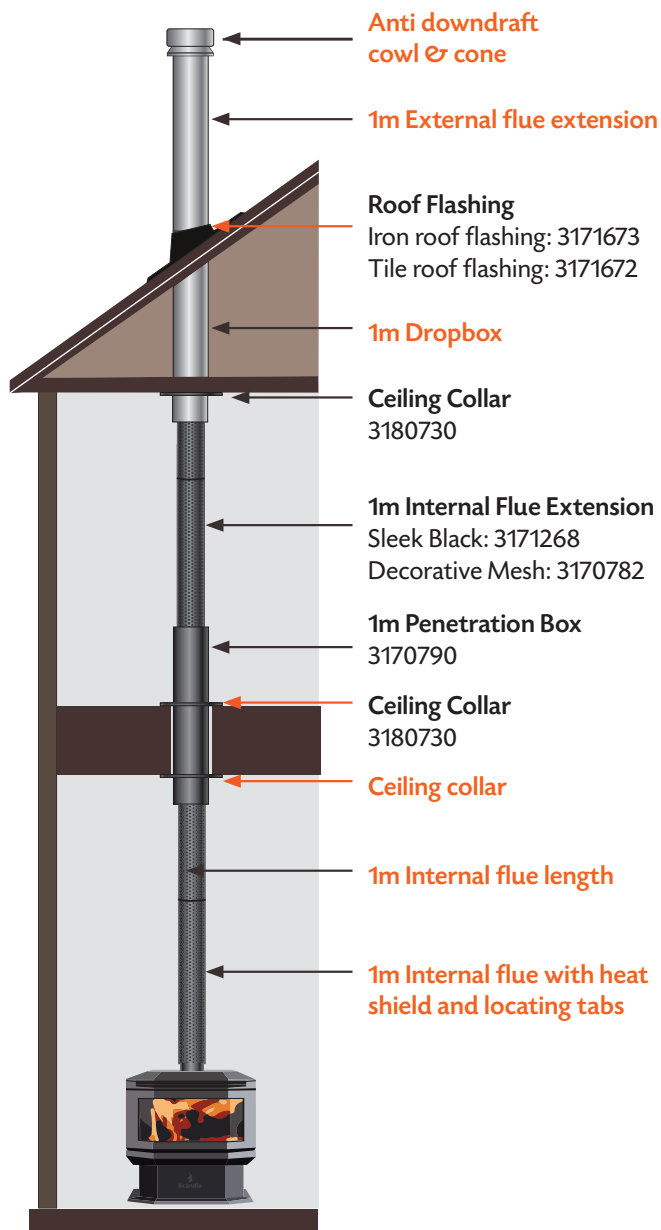 Anti downdraft
cowl & cone
1m External flue extension
Roof Flashing
Iron roof flashing: 3171673
Tile roof flashing: 3171672
1m Dropbox
Ceiling Collar
3180730
1m Internal Flue Extension
Sleek Black: 3171268
Decorative Mesh: 3170782
1m Penetration Box
3170790
Ceiling Collar
3180730
Ceiling collar
1m Internal flue length
1m Internal flue with heat
shield and locating tabs
Scandia